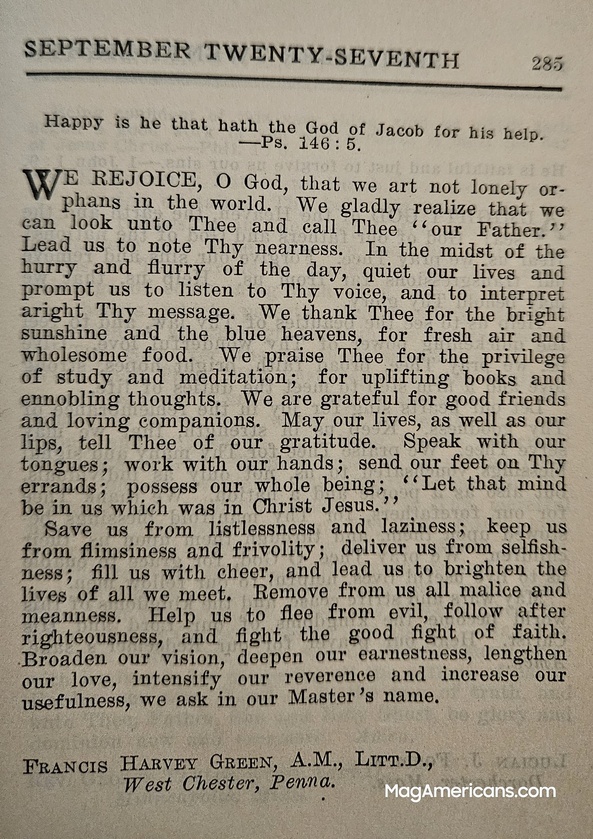 SEPTEMBER TWENTY-SEVENTH 285
Happy is he that hath the God of Jacob for his help.
—Ps. 146 : 5.
WE REJOICE, O God, that we art not lonely or-
phans in the world. We gladly realize that we
can look unto Thee and call Thee “our Father.”
Lead us to note Thy nearness. In the midst of the
hurry and flurry of the day, quiet our lives and
prompt us to listen to Thy voice, and to interpret
aright Thy message. We thank Thee for the bright
sunshine and the blue heavens, for fresh air and
wholesome food. We praise Thee for the privilege
of study and meditation; for uplifting books and
ennobling thoughts. We are grateful for good friends
and loving companions. May our lives, as well as our
lips, tell Thee of our gratitude. Speak with our
tongues; work with our hands; send our feet on Thy
errands; possess our whole being; “Let that mind
be in us which was in Christ Jesus.”
Save us from listlessness and laziness; keep us
from flimsiness and frivolity; deliver us from selfish-
ness; fill us with cheer, and lead us to brighten the
lives of all we meet. Remove from us all malice and
meanness. Help us to flee from evil, follow after
righteousness, and fight the good fight of faith.
Broaden our vision, deepen our earnestness, lengthen
our love, intensify our reverence and increase our
usefulness, we ask in our Master's name.
FRANCIS HARVEY GREEN, A.M., LITT.D.,
West Chester, Penna.
MagAmericans.com